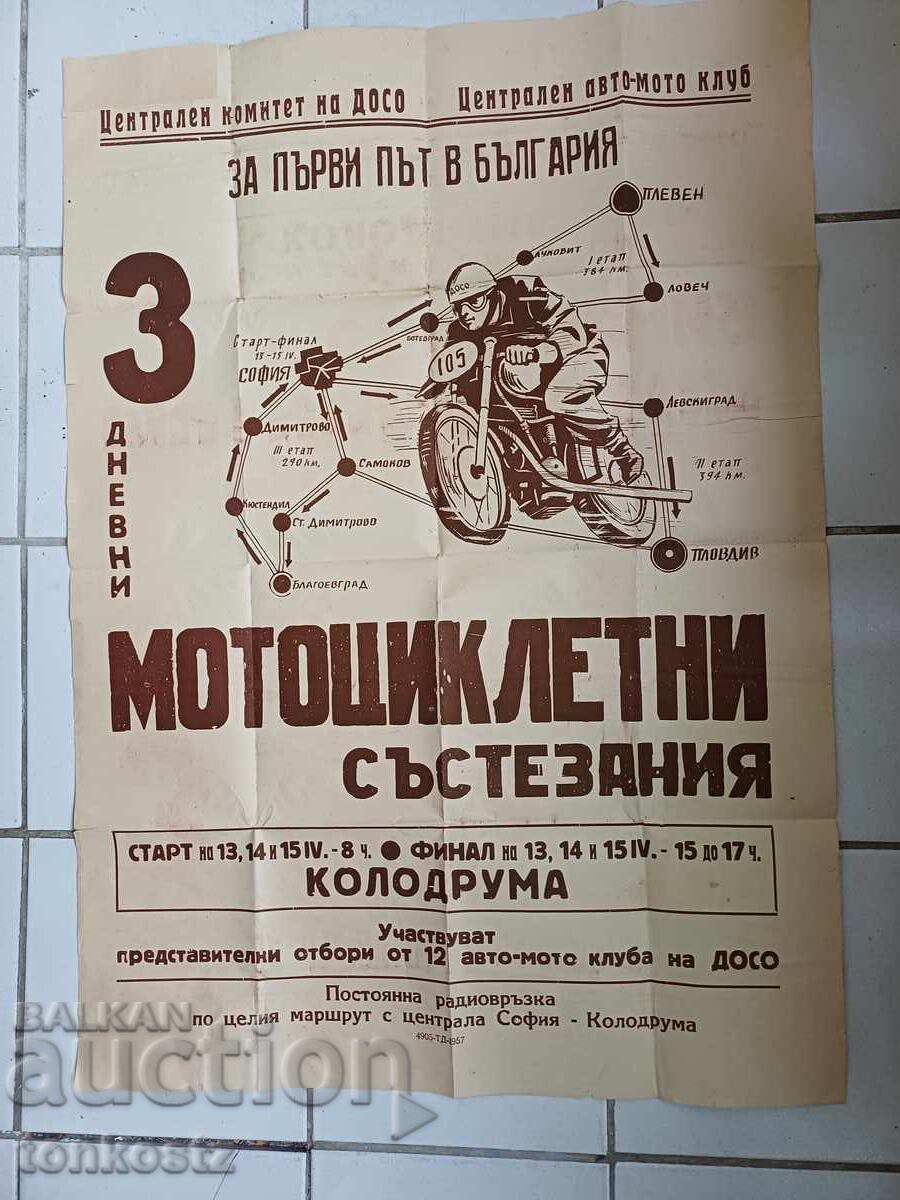 Централен комитет на ДОСО Централен авто-мото клуб
ЗА ПЪРВИ ПЪТ В БЪЛГАРИЯ
3
ДНЕВНИ
ПЛЕВЕН
ЛУКОВИТ
I етап
384 км.
ЛОВЕЧ
ДОСО
БОТЕВГРАД
105
Старт-финал
13-15 IV.
СОФИЯ
ЛЕВСКИГРАД
ДИМИТРОВО
III етап
290 км.
САМОКОВ
II етап
394 км.
КЮСТЕНДИЛ
СТ. ДИМИТРОВО
ПЛОВДИВ
БЛАГОЕВГРАД
МОТОЦИКЛЕТНИ
СЪСТЕЗАНИЯ
СТАРТ на 13, 14 и 15 IV. - 8 ч. ● ФИНАЛ на 13, 14 и 15 IV. - 15 до 17 ч.
КОЛОДРУМА
Участвуват
представителни отбори от 12 авто-мото клуба на ДОСО
Постоянна радиовръзка
по целия маршрут с централа София - Колодрума
4905-ТД-1957
BALKAN
auction
tonkostz